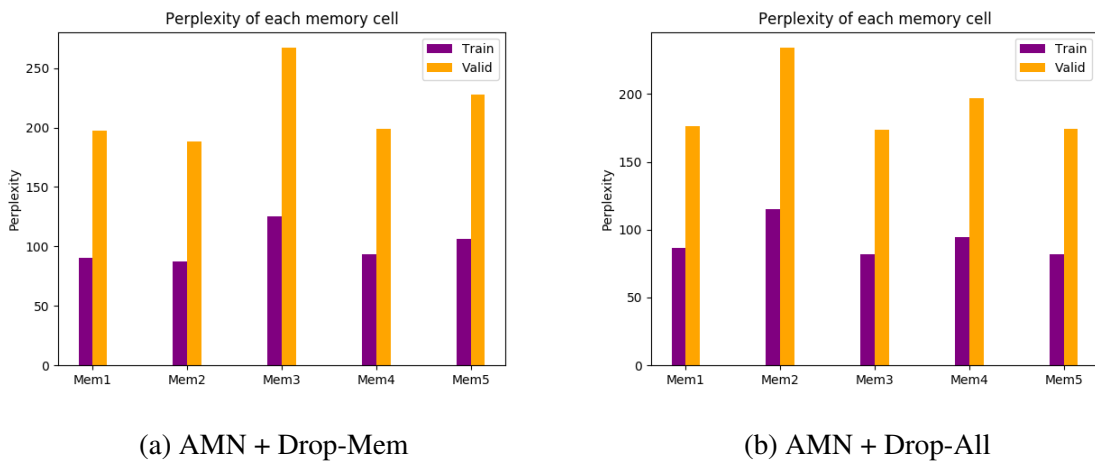 Perplexity of each memory cell
Train
Valid
250
200
150
100
50
0
Perplexity
Mem1 Mem2 Mem3 Mem4 Mem5
(a) AMN + Drop-Mem
Perplexity of each memory cell
Train
Valid
200
150
100
50
0
Perplexity
Mem1 Mem2 Mem3 Mem4 Mem5
(b) AMN + Drop-All